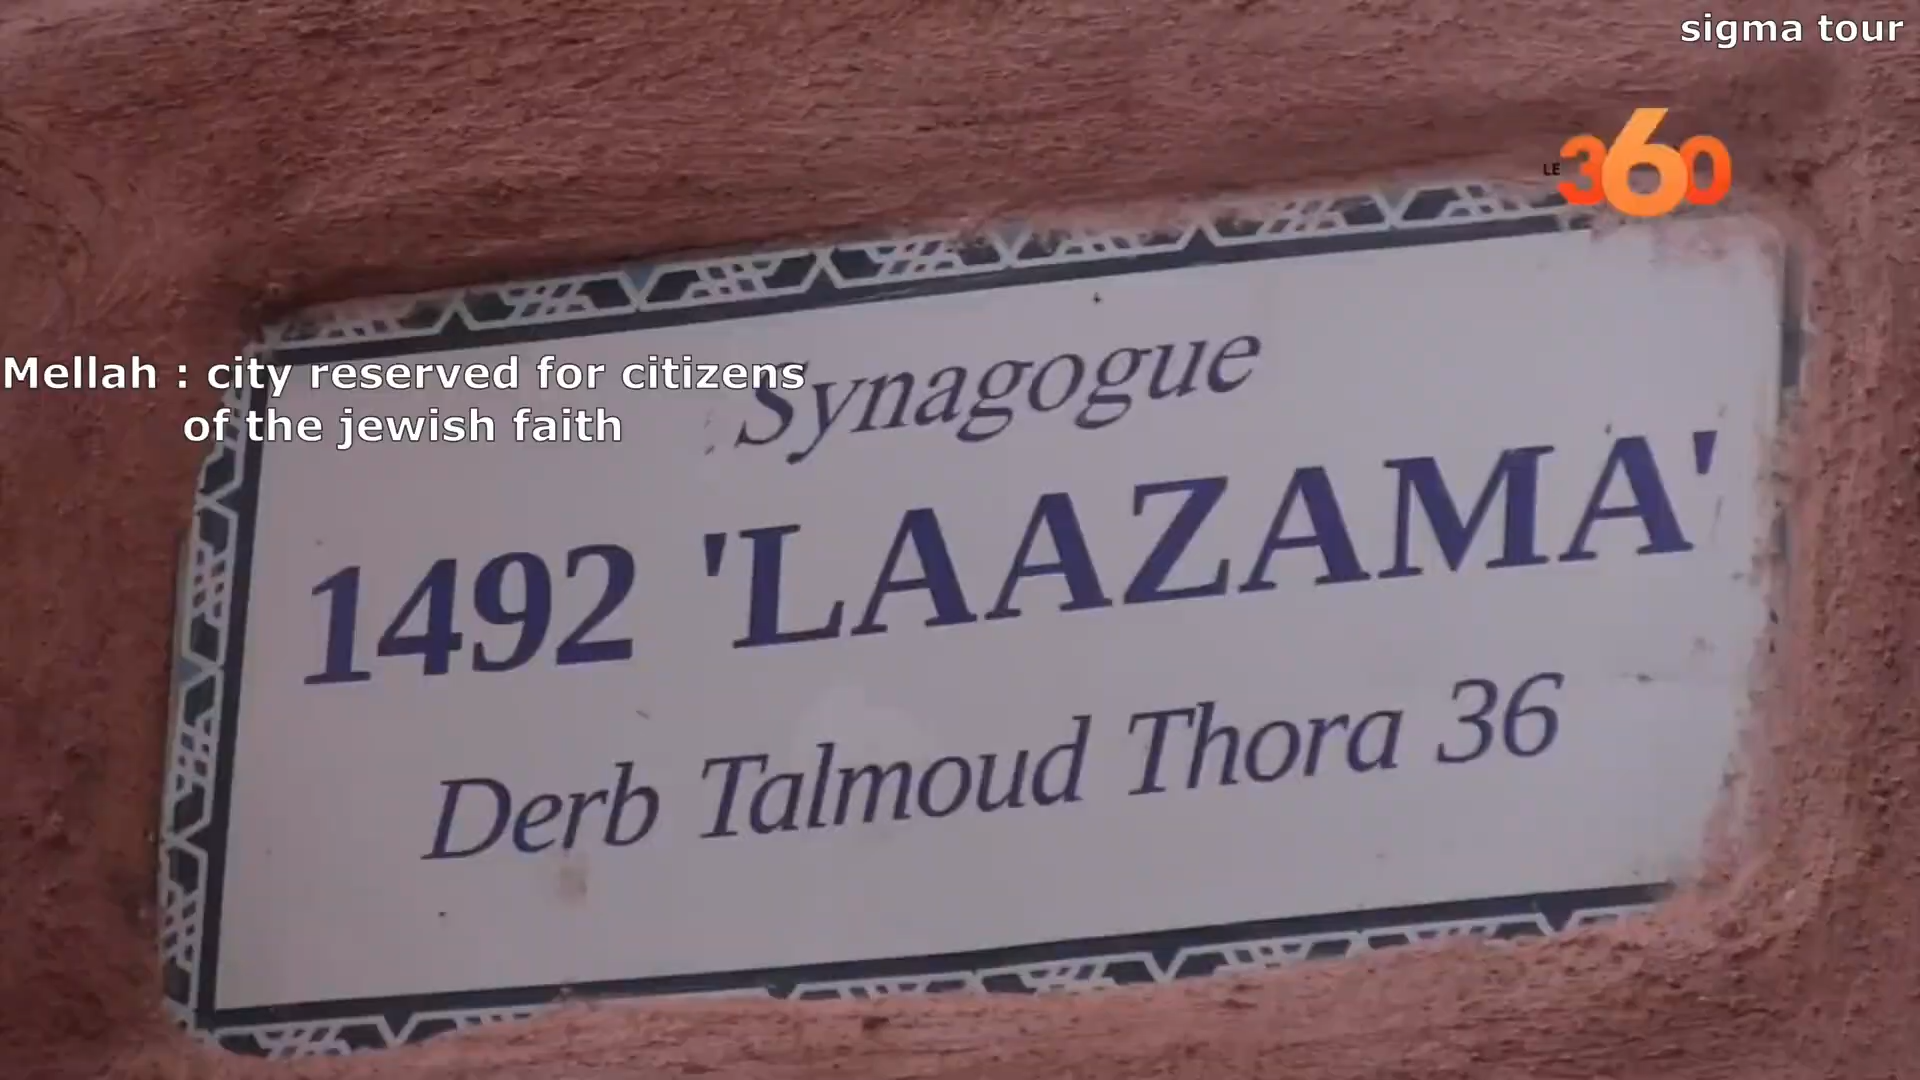 sigma tour
LE 360
Mellah : city reserved for citizens
of the jewish faith
Synagogue
1492 'LAAZAMA'
Derb Talmoud Thora 36